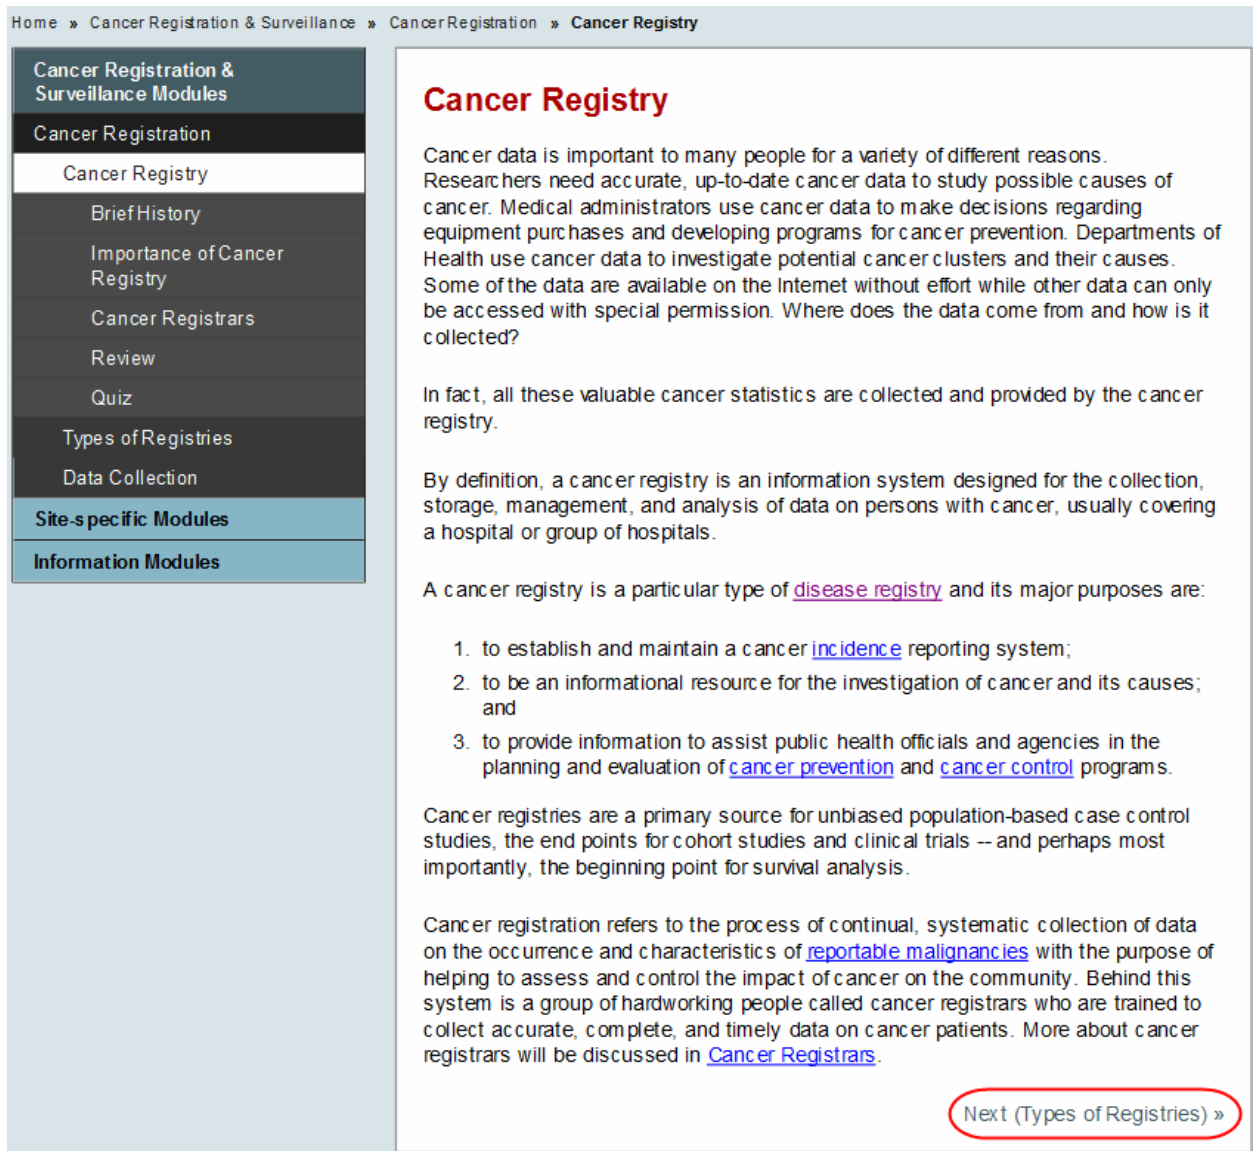 Home » Cancer Registration & Surveillance » Cancer Registration » Cancer Registry
Cancer Registration &
Surveillance Modules
Cancer Registration
Cancer Registry
Brief History
Importance of Cancer
Registry
Cancer Registrars
Review
Quiz
Types of Registries
Data Collection
Site-specific Modules
Information Modules
Cancer Registry
Cancer data is important to many people for a variety of different reasons.
Researchers need accurate, up-to-date cancer data to study possible causes of
cancer. Medical administrators use cancer data to make decisions regarding
equipment purchases and developing programs for cancer prevention. Departments of
Health use cancer data to investigate potential cancer clusters and their causes.
Some of the data are available on the Internet without effort while other data can only
be accessed with special permission. Where does the data come from and how is it
collected?
In fact, all these valuable cancer statistics are collected and provided by the cancer
registry.
By definition, a cancer registry is an information system designed for the collection,
storage, management, and analysis of data on persons with cancer, usually covering
a hospital or group of hospitals.
A cancer registry is a particular type of disease registry and its major purposes are:
1. to establish and maintain a cancer incidence reporting system;
2. to be an informational resource for the investigation of cancer and its causes;
and
3. to provide information to assist public health officials and agencies in the
planning and evaluation of cancer prevention and cancer control programs.
Cancer registries are a primary source for unbiased population-based case control
studies, the end points for cohort studies and clinical trials -- and perhaps most
importantly, the beginning point for survival analysis.
Cancer registration refers to the process of continual, systematic collection of data
on the occurrence and characteristics of reportable malignancies with the purpose of
helping to assess and control the impact of cancer on the community. Behind this
system is a group of hardworking people called cancer registrars who are trained to
collect accurate, complete, and timely data on cancer patients. More about cancer
registrars will be discussed in Cancer Registrars.
Next (Types of Registries) »